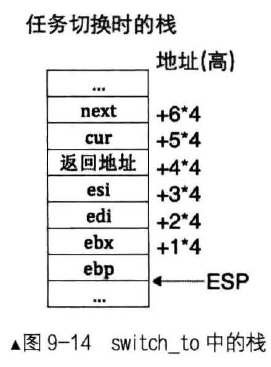 任务切换时的栈
地址(高)
...
next +6*4
cur +5*4
返回地址 +4*4
esi +3*4
edi +2*4
ebx +1*4
ebp ESP
...
▲图 9-14 switch_to 中的栈